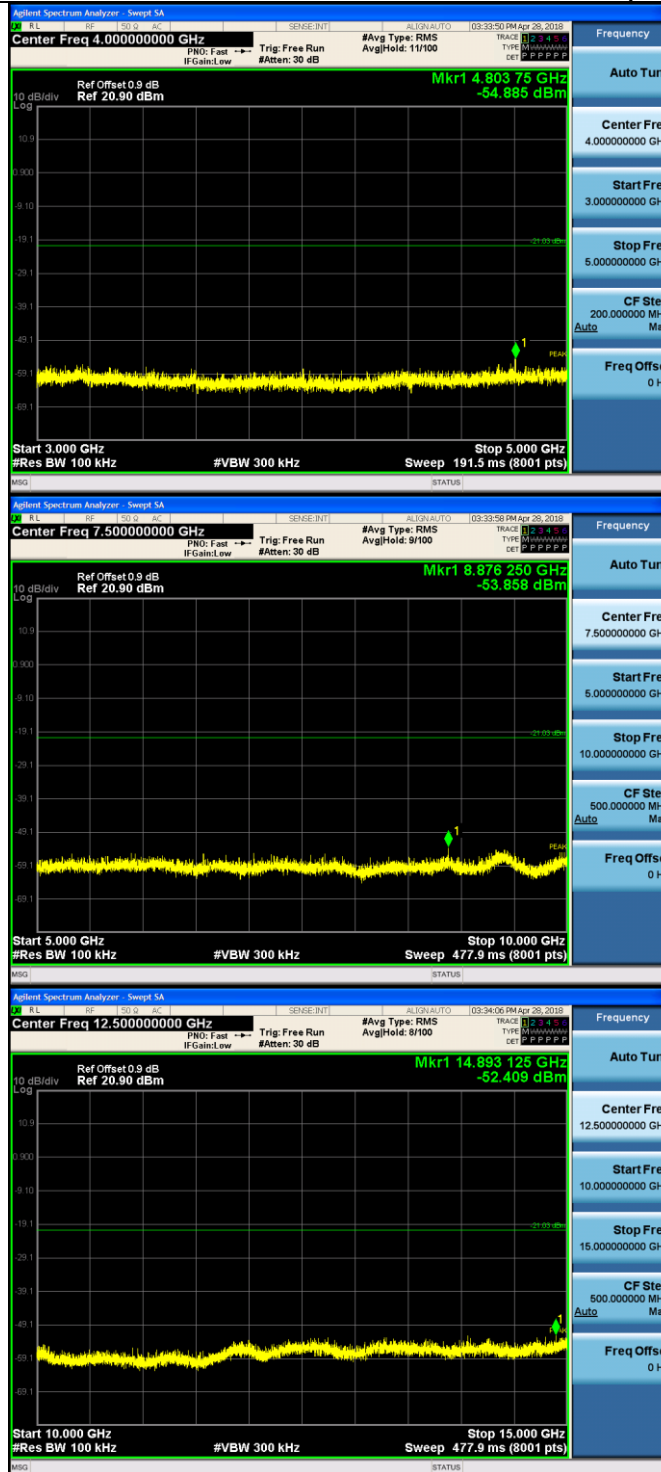 Agilent Spectrum Analyzer - Swept SA
RL RF 50 Ω AC SENSE:INT ALIGNAUTO 03:33:50 PM Apr 28, 2018
Center Freq 4.000000000 GHz #Avg Type: RMS TRACE 1 2 3 4 5 6
PNO: Fast Trig: Free Run Avg|Hold: 11/100 TYPE M
IFGain:Low #Atten: 30 dB DET P P P P P P
Mkr1 4.803 75 GHz
-54.885 dBm
Ref Offset 0.9 dB
10 dB/div Ref 20.90 dBm
Log
10.9
0.900
-9.10
-19.1
-21.03 dBm
-29.1
-39.1
-49.1
1
PEAK
-59.1
-69.1
Start 3.000 GHz Stop 5.000 GHz
#Res BW 100 kHz #VBW 300 kHz Sweep 191.5 ms (8001 pts)
MSG STATUS
Frequency
Auto Tun
Center Fre
4.000000000 GH
Start Fre
3.000000000 GH
Stop Fre
5.000000000 GH
CF Ste
200.000000 MH
Auto Ma
Freq Offse
0 H
Agilent Spectrum Analyzer - Swept SA
RL RF 50 Ω AC SENSE:INT ALIGNAUTO 03:33:58 PM Apr 28, 2018
Center Freq 7.500000000 GHz #Avg Type: RMS TRACE 1 2 3 4 5 6
PNO: Fast Trig: Free Run Avg|Hold: 9/100 TYPE M
IFGain:Low #Atten: 30 dB DET P P P P P P
Mkr1 8.876 250 GHz
-53.858 dBm
Ref Offset 0.9 dB
10 dB/div Ref 20.90 dBm
Log
10.9
0.900
-9.10
-19.1
-21.03 dBm
-29.1
-39.1
-49.1
1
PEAK
-59.1
-69.1
Start 5.000 GHz Stop 10.000 GHz
#Res BW 100 kHz #VBW 300 kHz Sweep 477.9 ms (8001 pts)
MSG STATUS
Frequency
Auto Tun
Center Fre
7.500000000 GH
Start Fre
5.000000000 GH
Stop Fre
10.000000000 GH
CF Ste
500.000000 MH
Auto Ma
Freq Offse
0 H
Agilent Spectrum Analyzer - Swept SA
RL RF 50 Ω AC SENSE:INT ALIGNAUTO 03:34:06 PM Apr 28, 2018
Center Freq 12.500000000 GHz #Avg Type: RMS TRACE 1 2 3 4 5 6
PNO: Fast Trig: Free Run Avg|Hold: 8/100 TYPE M
IFGain:Low #Atten: 30 dB DET P P P P P P
Mkr1 14.893 125 GHz
-52.409 dBm
Ref Offset 0.9 dB
10 dB/div Ref 20.90 dBm
Log
10.9
0.900
-9.10
-19.1
-21.03 dBm
-29.1
-39.1
-49.1
1
-59.1
-69.1
Start 10.000 GHz Stop 15.000 GHz
#Res BW 100 kHz #VBW 300 kHz Sweep 477.9 ms (8001 pts)
MSG STATUS
Frequency
Auto Tun
Center Fre
12.500000000 GH
Start Fre
10.000000000 GH
Stop Fre
15.000000000 GH
CF Ste
500.000000 MH
Auto Ma
Freq Offse
0 H